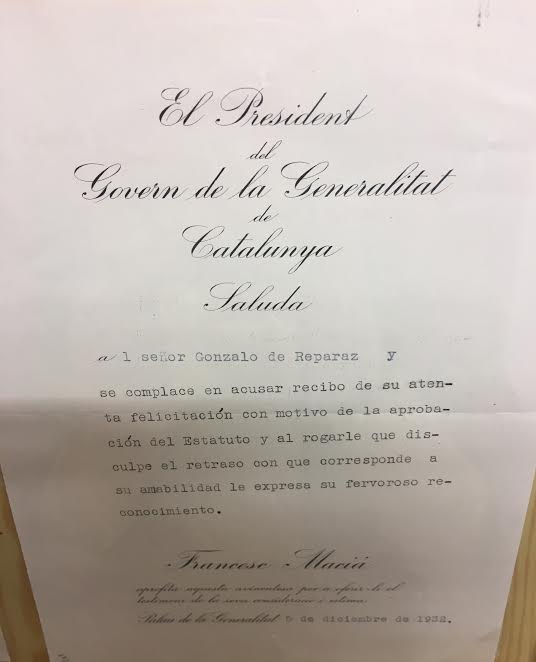 El President
del
Govern de la Generalitat
de
Catalunya
Saluda
a l señor Gonzalo de Reparaz y
se complace en acusar recibo de su aten-
ta felicitación con motivo de la aproba-
ción del Estatuto y al rogarle que dis-
culpe el retraso con que corresponde a
su amabilidad le expresa su fervoroso re-
conocimiento.
Francesc Macià
aprofita aquesta avinentesa per a oferir-li el
testimoni de la seva consideració i estima
Palau de la Generalitat 5 de diciembre de 1932.